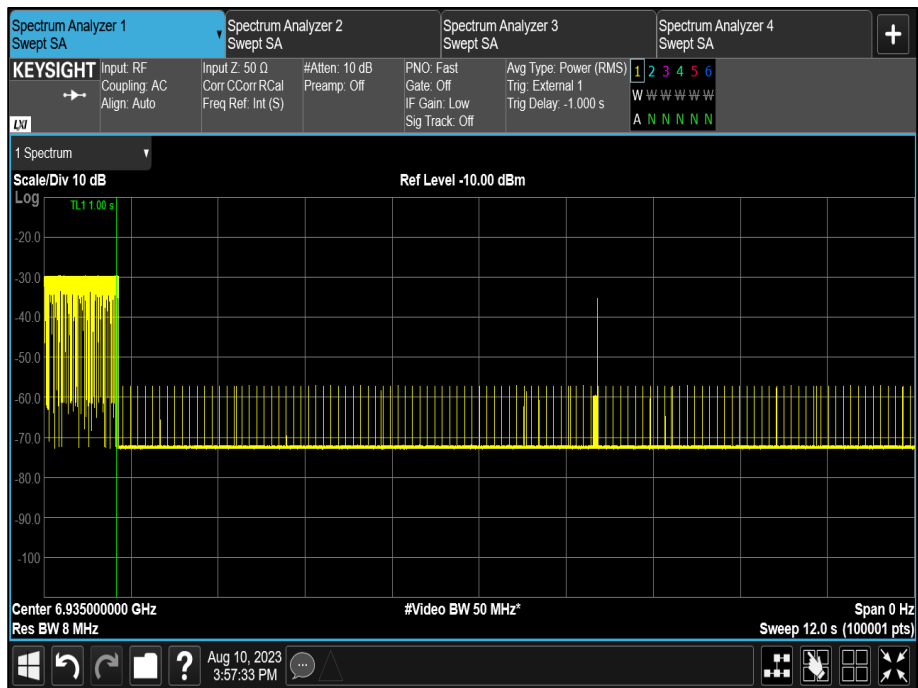 Spectrum Analyzer 1
Swept SA
Spectrum Analyzer 2
Swept SA
Spectrum Analyzer 3
Swept SA
Spectrum Analyzer 4
Swept SA
KEYSIGHT
LXI
Input: RF
Coupling: AC
Align: Auto
Input Z: 50 Ω
Corr CCorr RCal
Freq Ref: Int (S)
#Atten: 10 dB
Preamp: Off
PNO: Fast
Gate: Off
IF Gain: Low
Sig Track: Off
Avg Type: Power (RMS)
Trig: External 1
Trig Delay: -1.000 s
1 2 3 4 5 6
W W W W W W
A N N N N N
1 Spectrum
Scale/Div 10 dB
Ref Level -10.00 dBm
Log
TL1 1.00 s
-20.0
-30.0
-40.0
-50.0
-60.0
-70.0
-80.0
-90.0
-100
Center 6.935000000 GHz
#Video BW 50 MHz*
Span 0 Hz
Res BW 8 MHz
Sweep 12.0 s (100001 pts)
?
Aug 10, 2023
3:57:33 PM